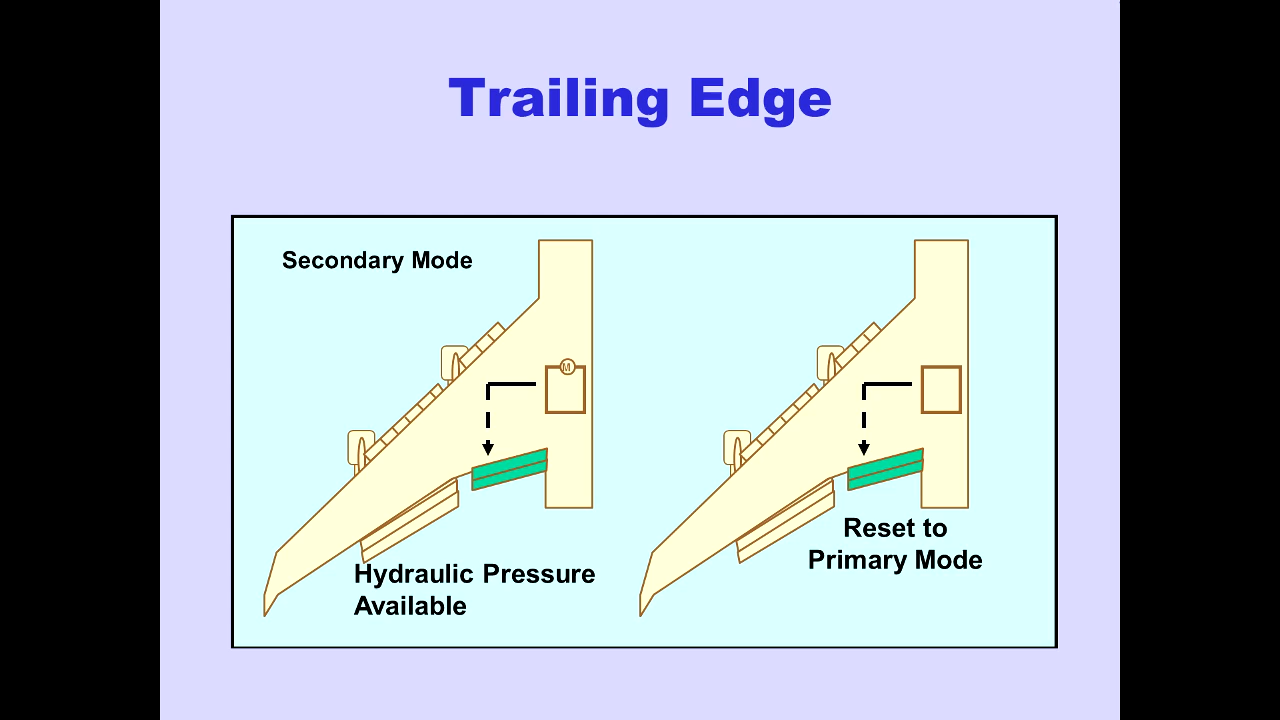 Trailing Edge
Secondary Mode
M
Hydraulic Pressure
Available
Reset to
Primary Mode